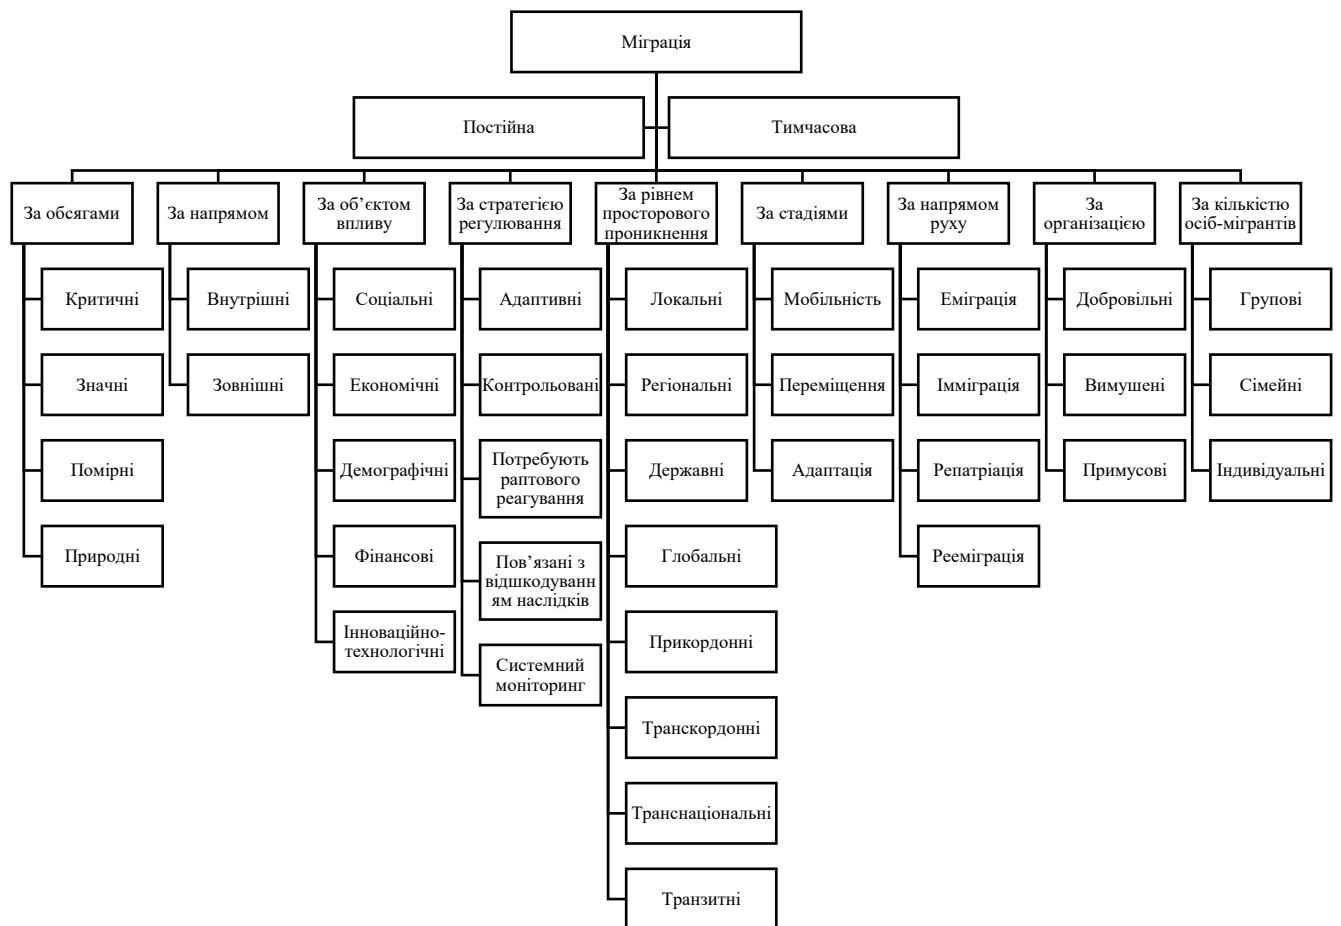 Міграція
Постійна
Тимчасова
За обсягами
Критичні
Значні
Помірні
Природні
За напрямом
Внутрішні
Зовнішні
За об’єктом
впливу
Соціальні
Економічні
Демографічні
Фінансові
Інноваційно-
технологічні
За стратегією
регулювання
Адаптивні
Контрольовані
Потребують
раптового
реагування
Пов’язані з
відшкодуванн
ям наслідків
Системний
моніторинг
За рівнем
просторового
проникнення
Локальні
Регіональні
Державні
Глобальні
Прикордонні
Транскордонні
Транснаціональні
Транзитні
За стадіями
Мобільність
Переміщення
Адаптація
За напрямом
руху
Еміграція
Імміграція
Репатріація
Рееміграція
За
організацією
Добровільні
Вимушені
Примусові
За кількістю
осіб-мігрантів
Групові
Сімейні
Індивідуальні